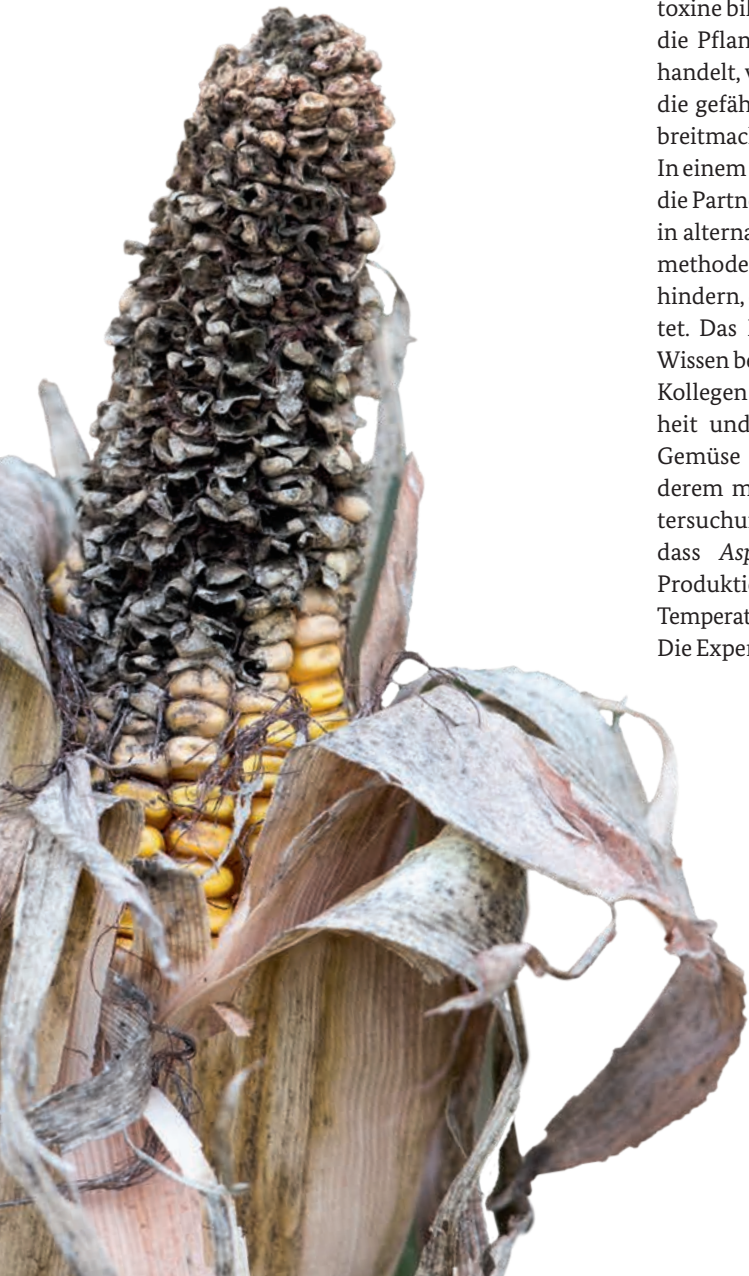 toxine bil
die Pflan
handelt, v
die gefäh
breitmac
In einem
die Partn
in alterna
methode
hindern,
tet. Das
Wissen be
Kollegen
heit und
Gemüse
derem m
tersuchu
dass Asp
Produkti
Temperat
Die Exper